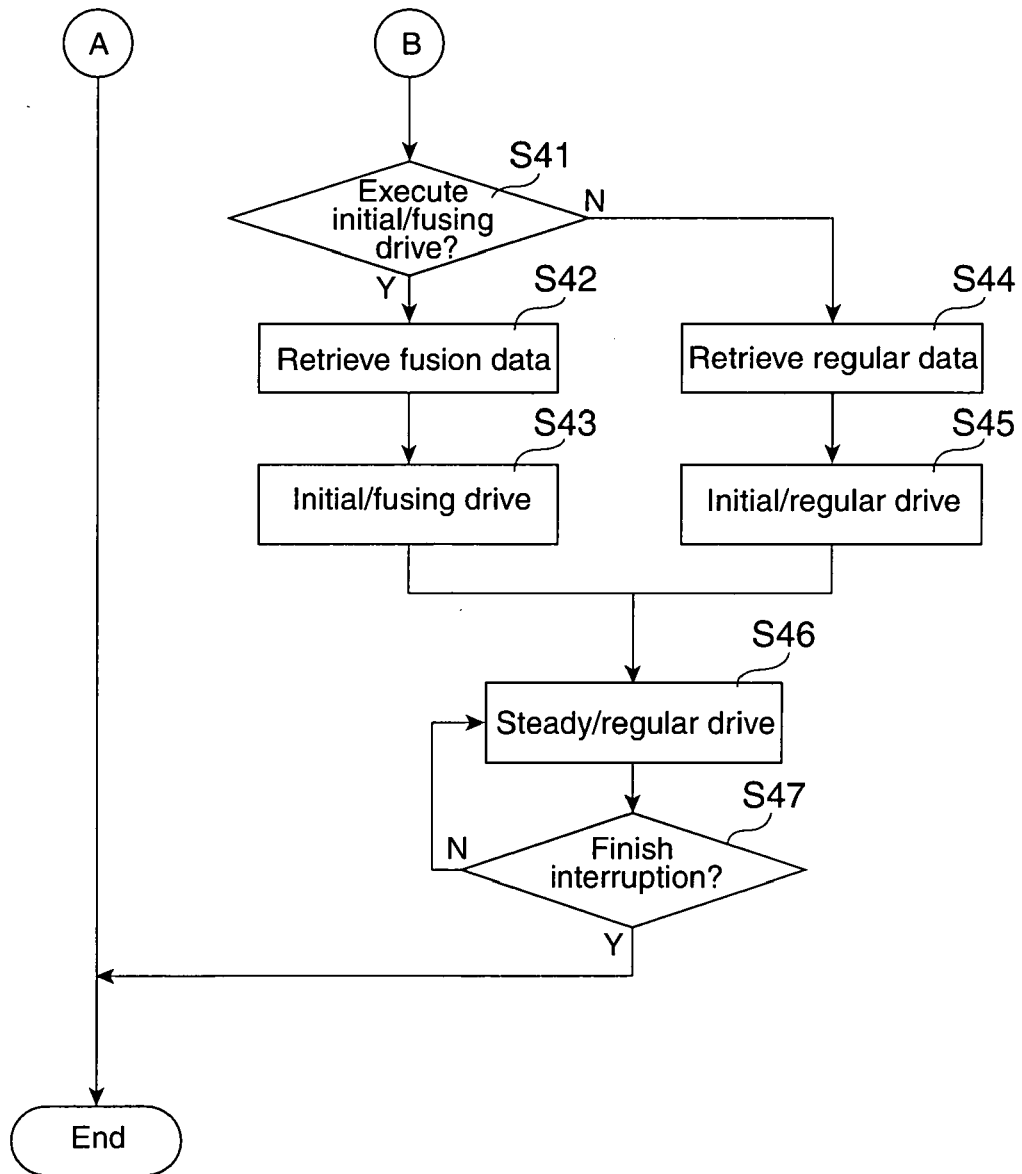 A
B
S41
Execute
initial/fusing
drive?
N
Y
S42
S44
Retrieve fusion data
Retrieve regular data
S43
S45
Initial/fusing drive
Initial/regular drive
S46
Steady/regular drive
S47
N
Finish
interruption?
Y
End